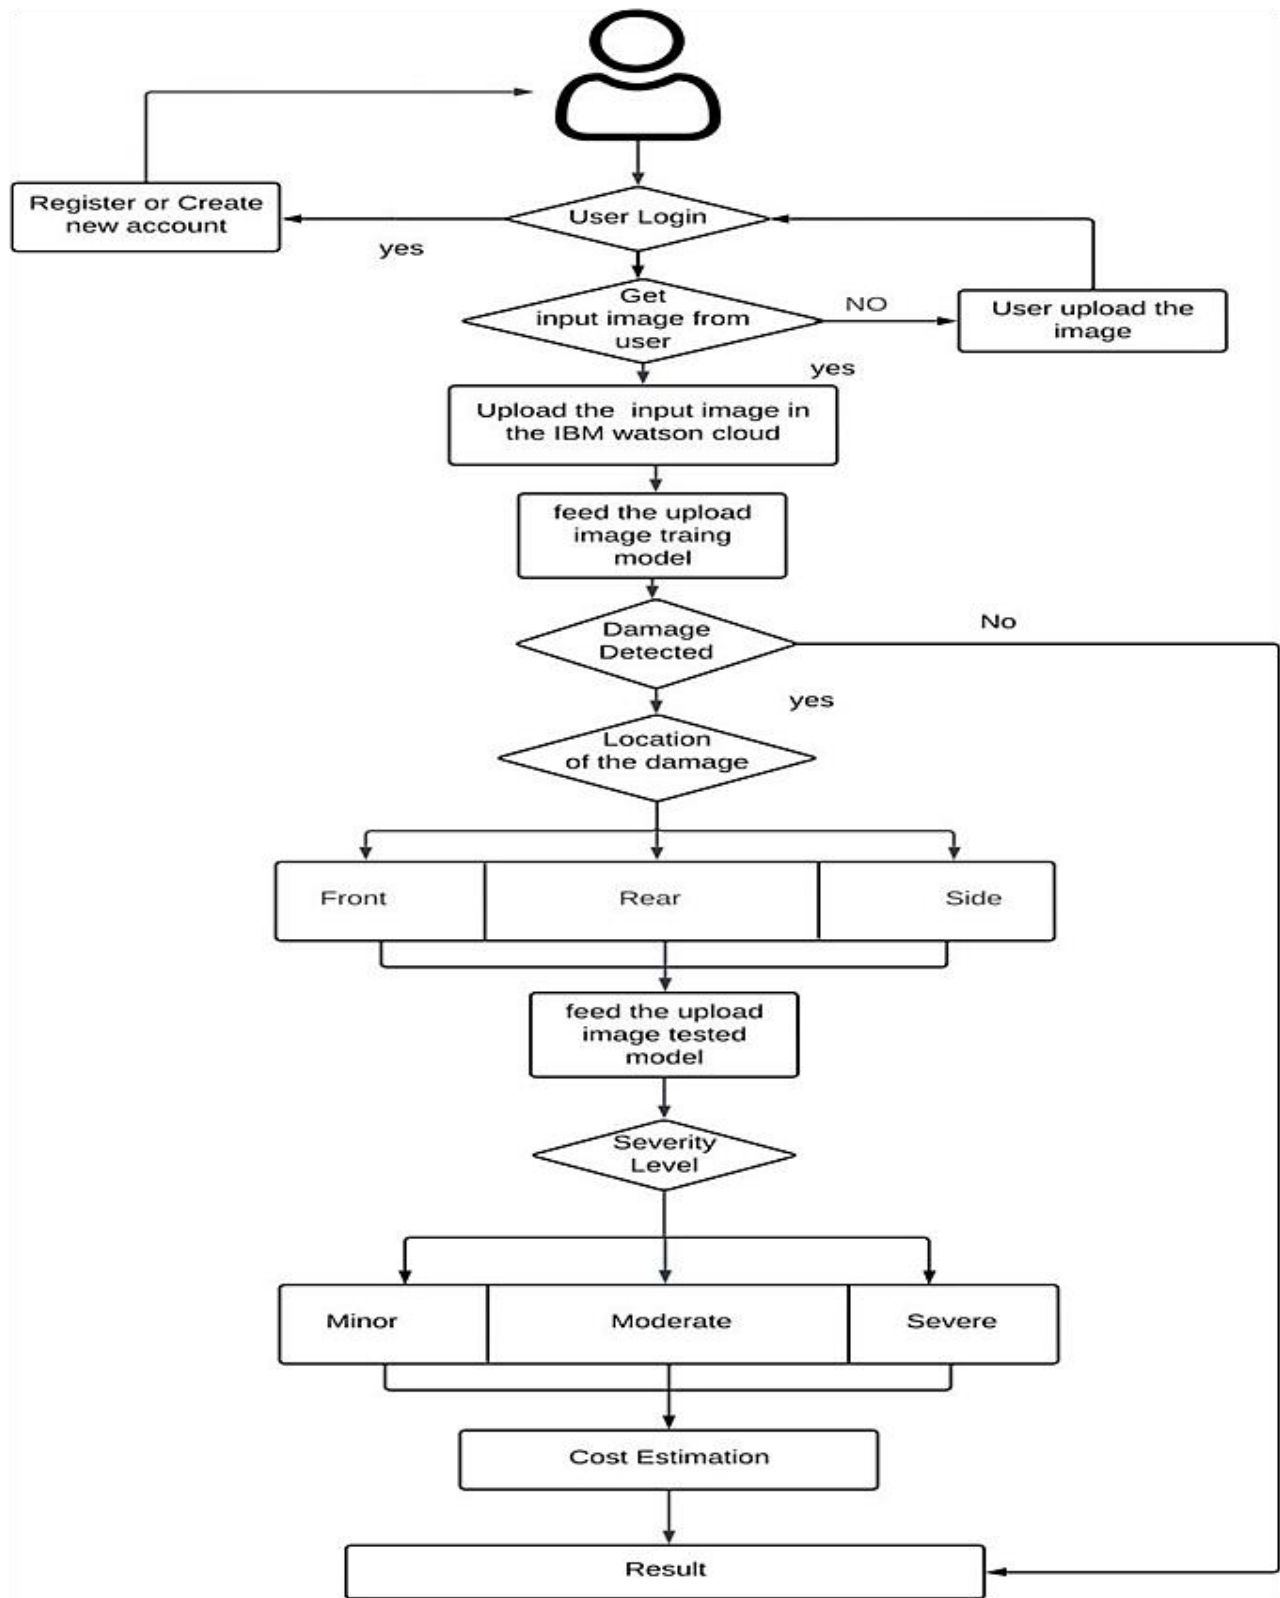 Register or Create
new account
User Login
yes
Get
input image from
user
NO
User upload the
image
yes
Upload the input image in
the IBM watson cloud
feed the upload
image traing
model
Damage
Detected
No
yes
Location
of the damage
Front
Rear
Side
feed the upload
image tested
model
Severity
Level
Minor
Moderate
Severe
Cost Estimation
Result